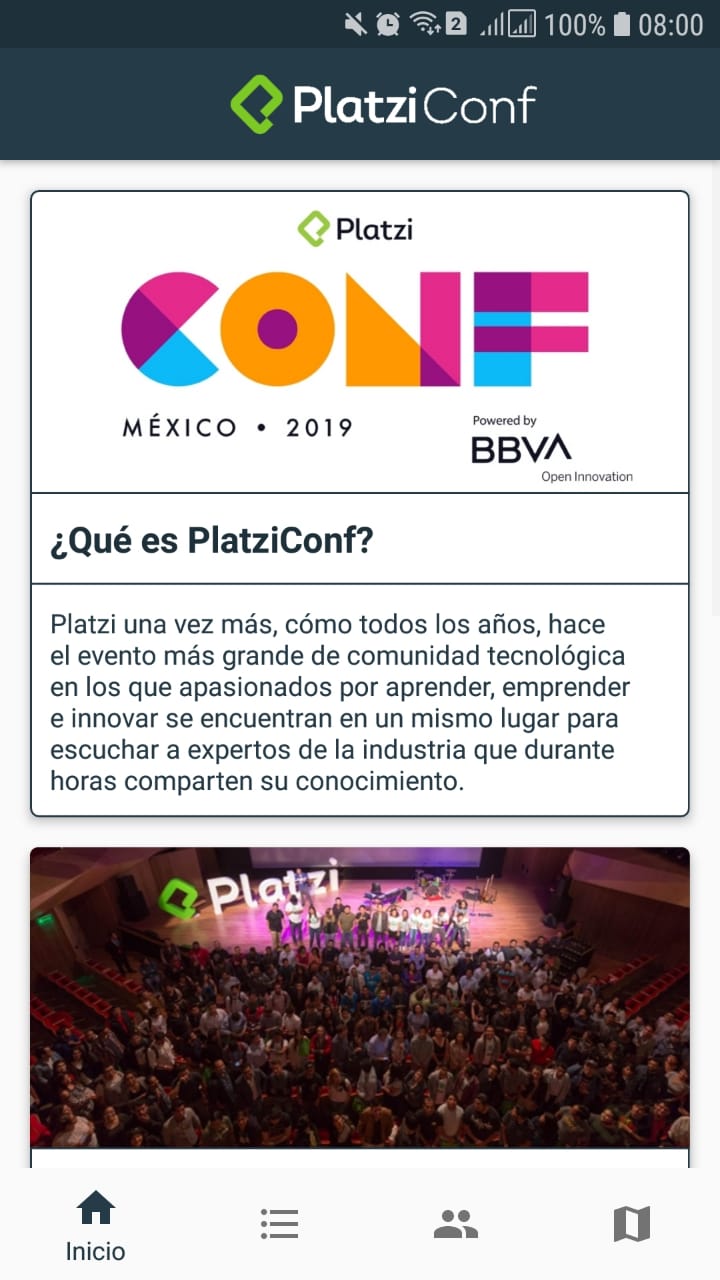 2
100%
08:00
PlatziConf
Platzi
CONF
MÉXICO • 2019
Powered by
BBVA
Open Innovation
¿Qué es PlatziConf?
Platzi una vez más, cómo todos los años, hace
el evento más grande de comunidad tecnológica
en los que apasionados por aprender, emprender
e innovar se encuentran en un mismo lugar para
escuchar a expertos de la industria que durante
horas comparten su conocimiento.
Platzi
Inicio